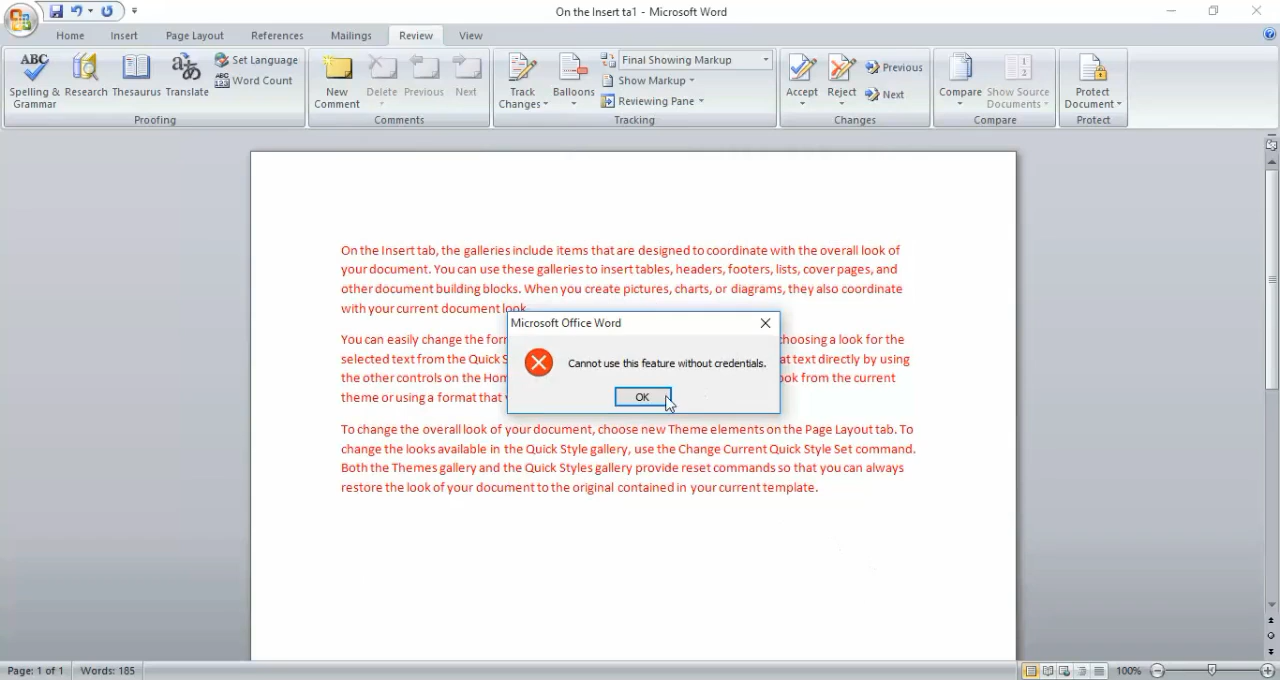 On the Insert ta1 - Microsoft Word
Home Insert Page Layout References Mailings Review View
ABC Spelling & Grammar
Research
Thesaurus
Translate
Set Language
ABC 123 Word Count
Proofing
New Comment
Delete
Previous
Next
Comments
Track Changes
Balloons
Final Showing Markup
Show Markup
Reviewing Pane
Tracking
Accept
Reject
Previous
Next
Changes
Compare
Show Source Documents
Compare
Protect Document
Protect
On the Insert tab, the galleries include items that are designed to coordinate with the overall look of
your document. You can use these galleries to insert tables, headers, footers, lists, cover pages, and
other document building blocks. When you create pictures, charts, or diagrams, they also coordinate
with your current document look.
You can easily change the for
hoosing a look for the
selected text from the Quick S
at text directly by using
the other controls on the Hom
ook from the current
theme or using a format that
Microsoft Office Word
Cannot use this feature without credentials.
OK
To change the overall look of your document, choose new Theme elements on the Page Layout tab. To
change the looks available in the Quick Style gallery, use the Change Current Quick Style Set command.
Both the Themes gallery and the Quick Styles gallery provide reset commands so that you can always
restore the look of your document to the original contained in your current template.
Page: 1 of 1 Words: 185 100%